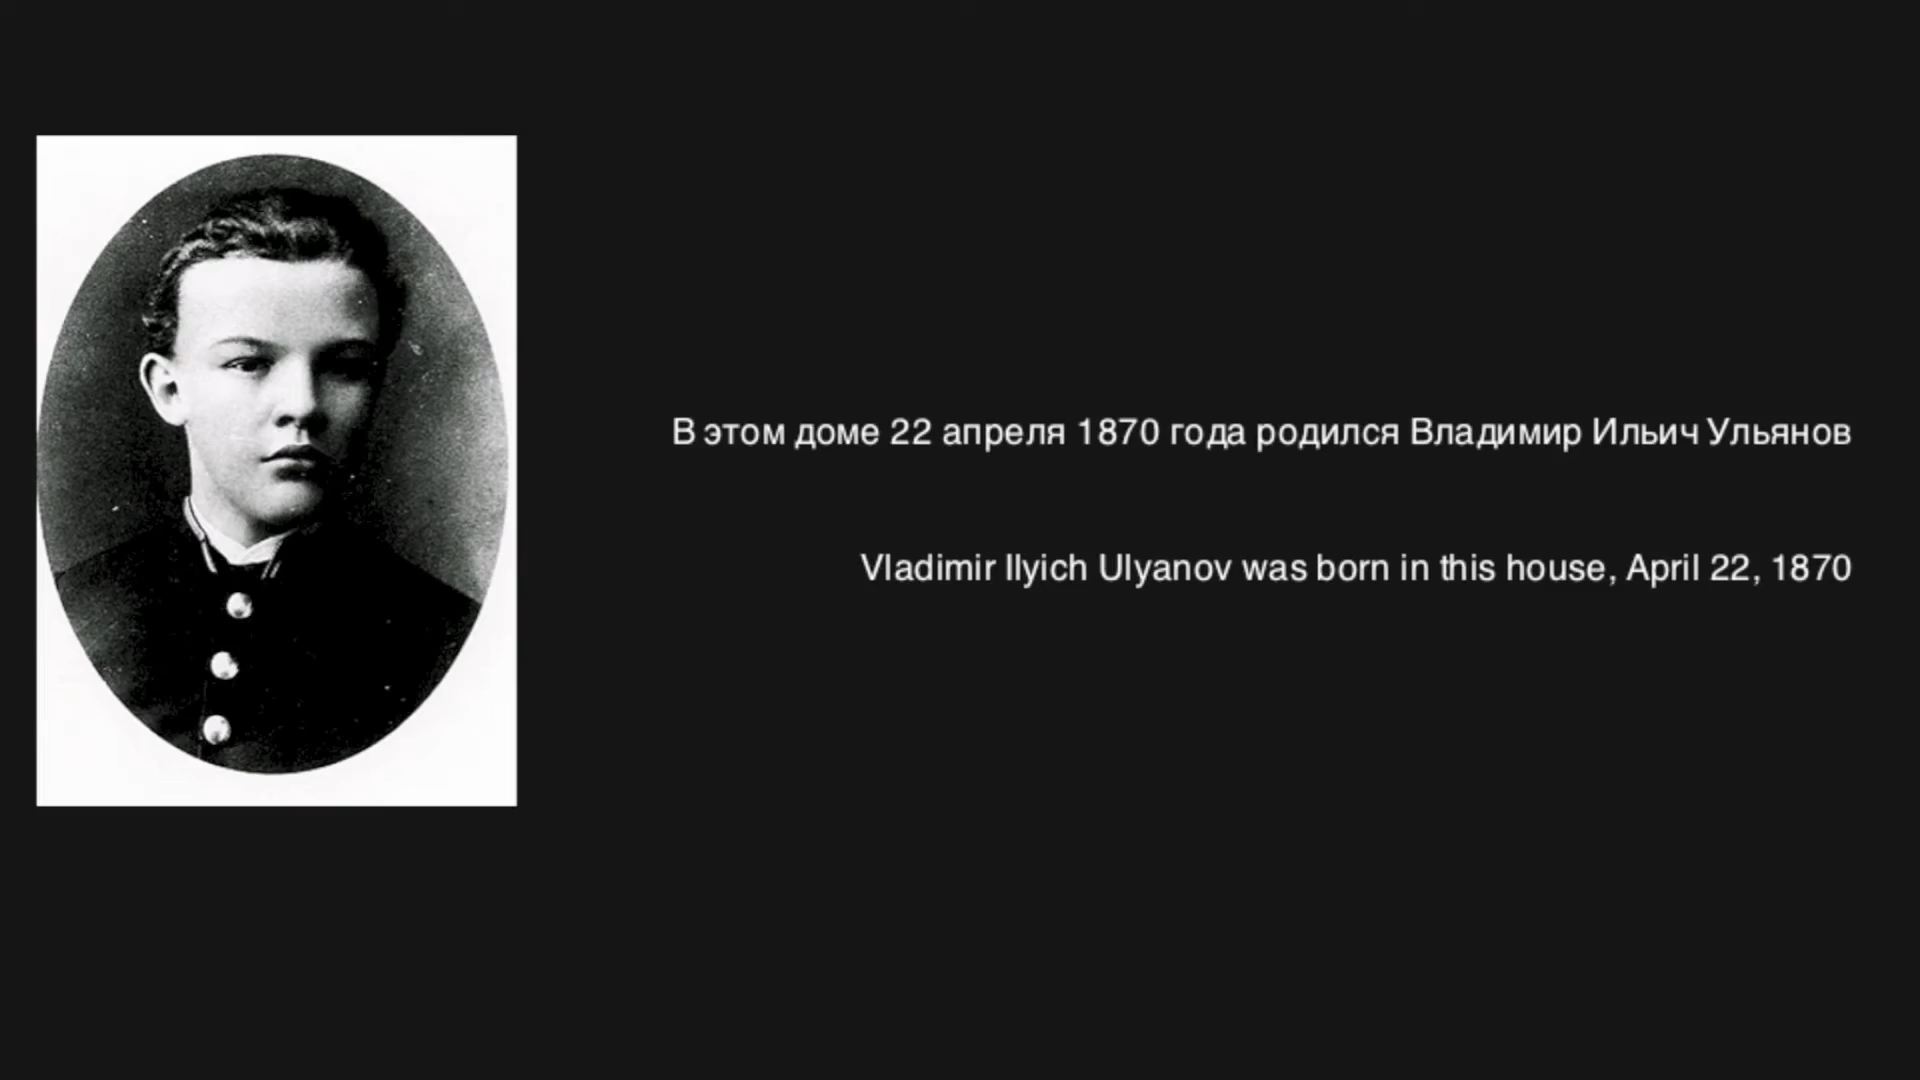 В этом доме 22 апреля 1870 года родился Владимир Ильич Ульянов
Vladimir Ilyich Ulyanov was born in this house, April 22, 1870